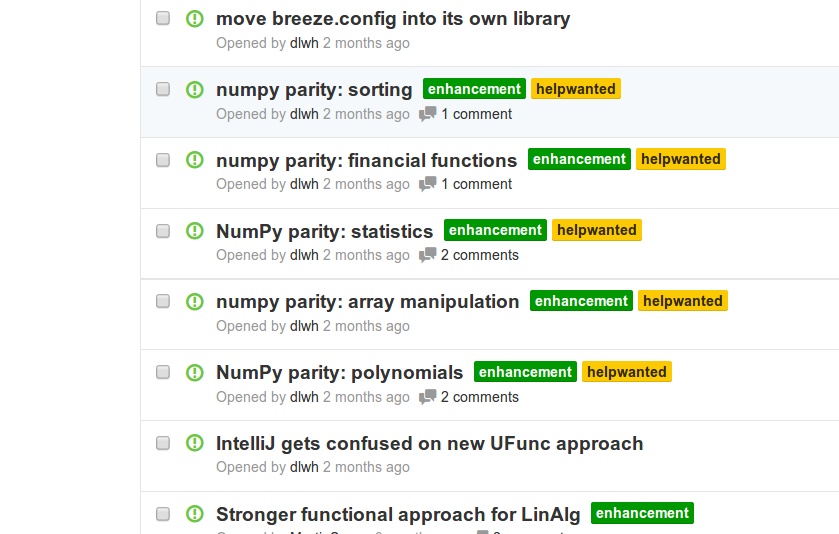 move breeze.config into its own library
Opened by dlwh 2 months ago
numpy parity: sorting enhancement helpwanted
Opened by dlwh 2 months ago 1 comment
numpy parity: financial functions enhancement helpwanted
Opened by dlwh 2 months ago 1 comment
NumPy parity: statistics enhancement helpwanted
Opened by dlwh 2 months ago 2 comments
numpy parity: array manipulation enhancement helpwanted
Opened by dlwh 2 months ago
NumPy parity: polynomials enhancement helpwanted
Opened by dlwh 2 months ago 2 comments
IntelliJ gets confused on new UFunc approach
Opened by dlwh 2 months ago
Stronger functional approach for LinAlg enhancement